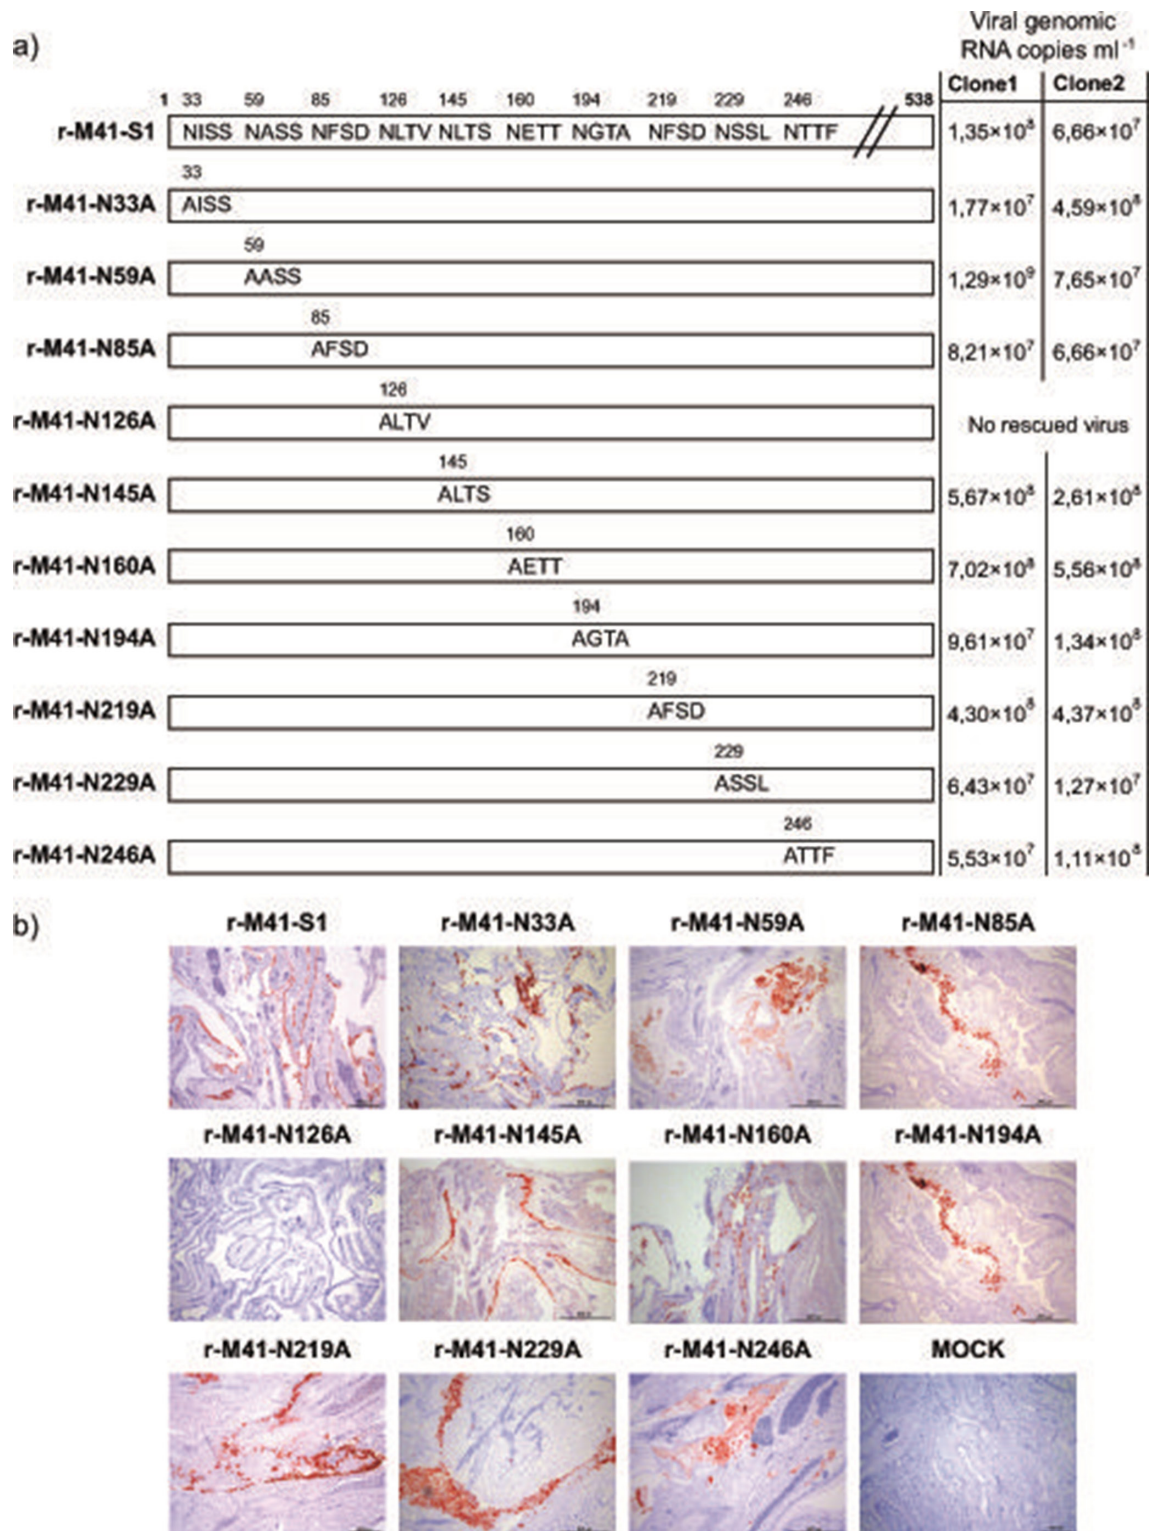 a)
Viral genomic
RNA copies ml⁻¹
Clone1 Clone2
1 33 59 85 126 145 160 194 219 229 246 538
r-M41-S1 NISS NASS NFSD NLTV NLTS NETT NGTA NFSD NSSL NTTF 1,35×10⁸ 6,66×10⁷
33
r-M41-N33A AISS 1,77×10⁷ 4,59×10⁸
59
r-M41-N59A AASS 1,29×10⁹ 7,65×10⁷
85
r-M41-N85A AFSD 8,21×10⁷ 6,66×10⁷
126
r-M41-N126A ALTV No rescued virus
145
r-M41-N145A ALTS 5,67×10⁸ 2,61×10⁸
160
r-M41-N160A AETT 7,02×10⁸ 5,56×10⁸
194
r-M41-N194A AGTA 9,61×10⁷ 1,34×10⁸
219
r-M41-N219A AFSD 4,30×10⁸ 4,37×10⁸
229
r-M41-N229A ASSL 6,43×10⁷ 1,27×10⁷
246
r-M41-N246A ATTF 5,53×10⁷ 1,11×10⁸
b)
r-M41-S1 r-M41-N33A r-M41-N59A r-M41-N85A
r-M41-N126A r-M41-N145A r-M41-N160A r-M41-N194A
r-M41-N219A r-M41-N229A r-M41-N246A MOCK